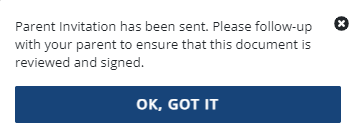 Parent Invitation has been sent. Please follow-up
with your parent to ensure that this document is
reviewed and signed.
OK, GOT IT